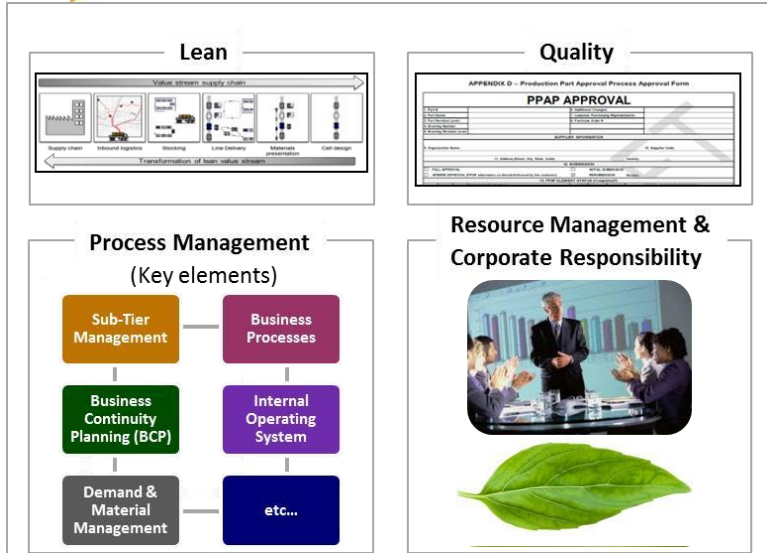 Lean
Value stream supply chain
Supply chain
Inbound logistics
Stocking
Line Delivery
Materials
presentation
Cell design
Transformation of lean value stream
Quality
APPENDIX D – Production Part Approval Process Approval Form
PPAP APPROVAL
SUPPLIER INFORMATION
Process Management
(Key elements)
Sub-Tier
Management
Business
Processes
Business
Continuity
Planning (BCP)
Internal
Operating
System
Demand &
Material
Management
etc...
Resource Management &
Corporate Responsibility